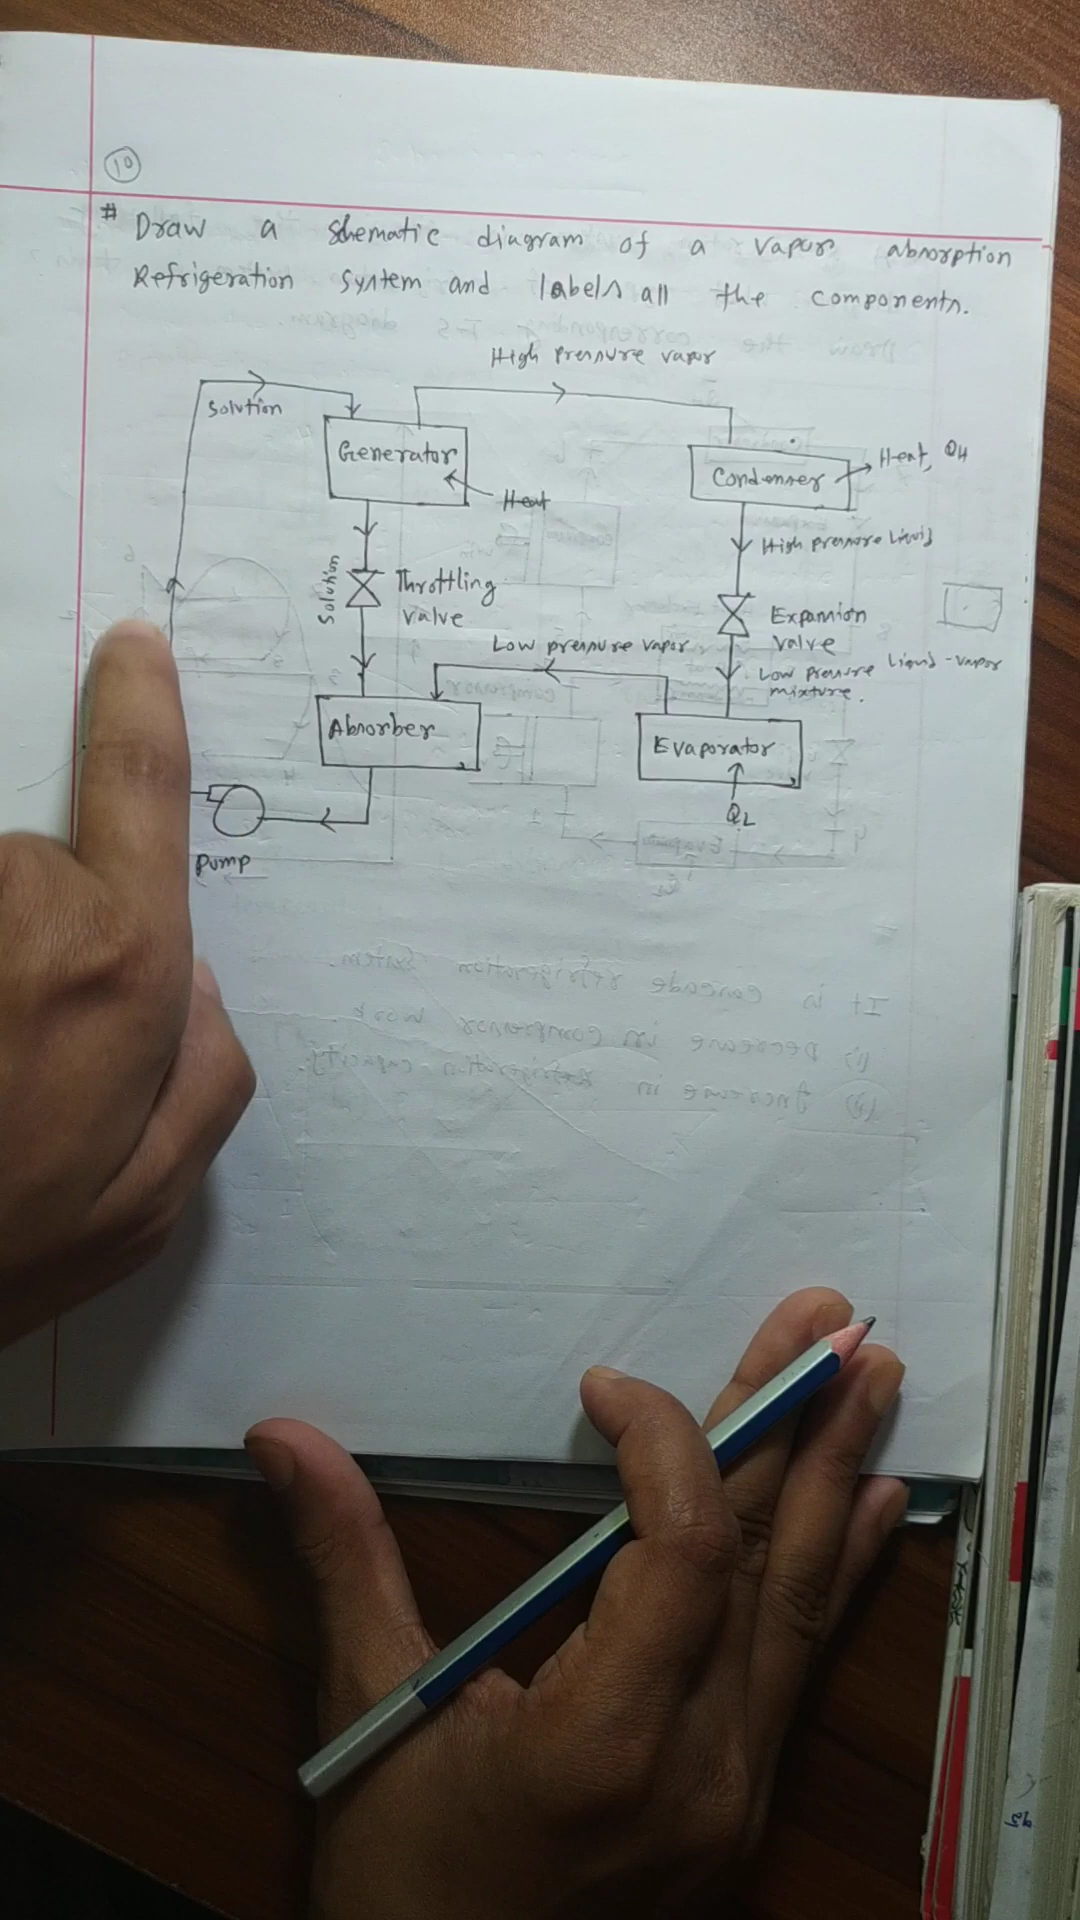 10
# Draw a schematic diagram of a vapur absorption
Refrigeration system and labels all the components.
High pressure vapor
Solution
Generator
Heat
Condenser
Heat, QH
High pressure Liquid
Solution
Throttling
valve
Expansion
valve
Low pressure vapor
Low pressure Liquid-vapor
mixture.
Absorber
Evaporator
QL
pump